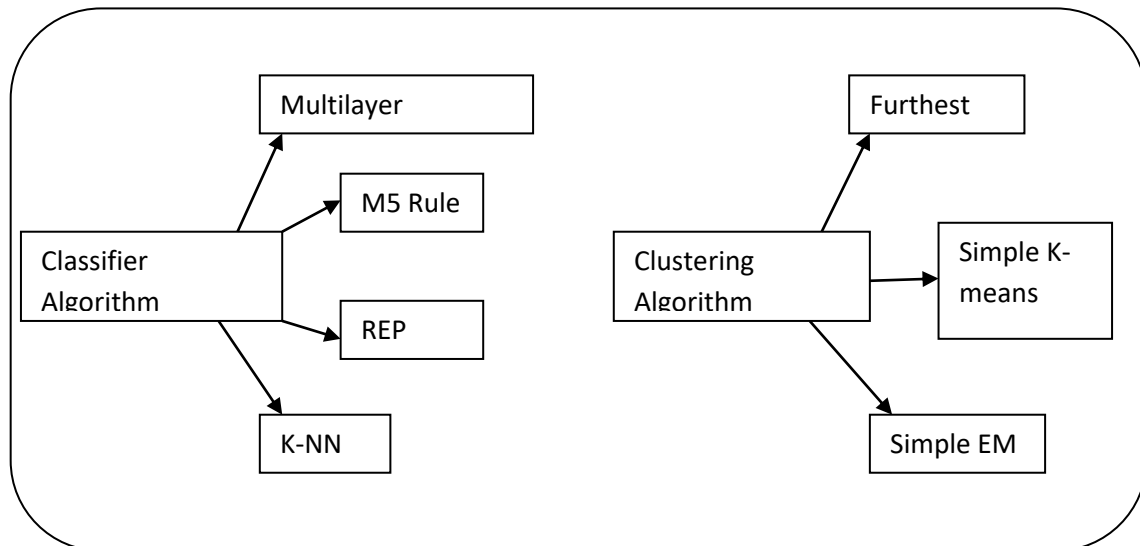 Multilayer
M5 Rule
Classifier
Algorithm
REP
K-NN
Furthest
Clustering
Algorithm
Simple K-
means
Simple EM